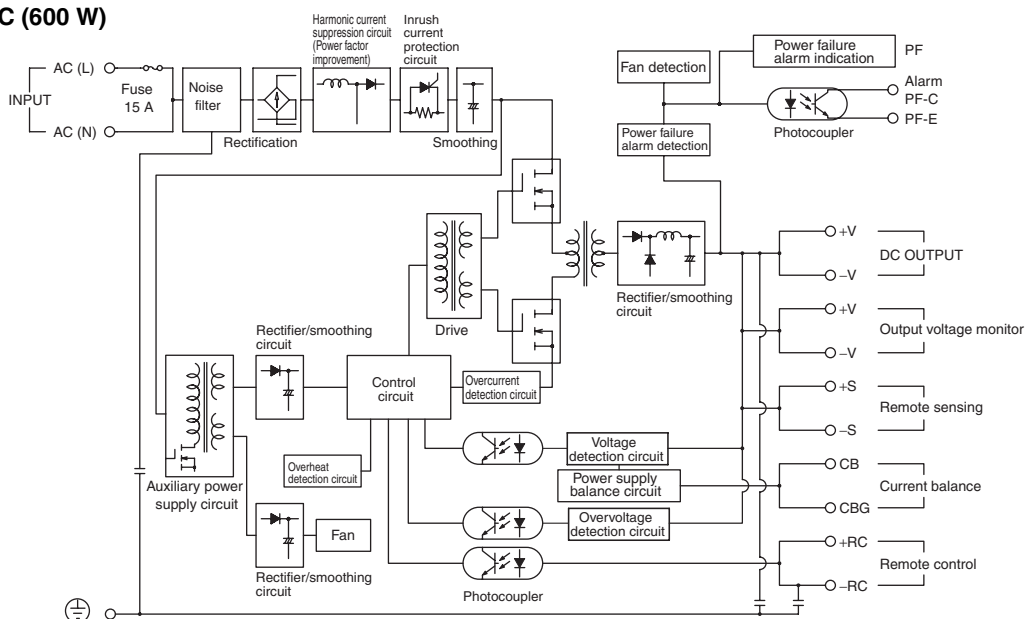 C (600 W)
Harmonic current
suppression circuit
(Power factor
improvement)
Inrush
current
protection
circuit
INPUT
AC (L)
AC (N)
Fuse
15 A
Noise
filter
Rectification
Smoothing
Fan detection
Power failure
alarm indication
PF
Alarm
PF-C
PF-E
Photocoupler
Power failure
alarm detection
Drive
Rectifier/smoothing
circuit
+V
–V
DC OUTPUT
+V
–V
Output voltage monitor
+S
–S
Remote sensing
CB
CBG
Current balance
+RC
–RC
Remote control
Rectifier/smoothing
circuit
Control
circuit
Overcurrent
detection circuit
Voltage
detection circuit
Power supply
balance circuit
Overvoltage
detection circuit
Overheat
detection circuit
Auxiliary power
supply circuit
Fan
Rectifier/smoothing
circuit
Photocoupler